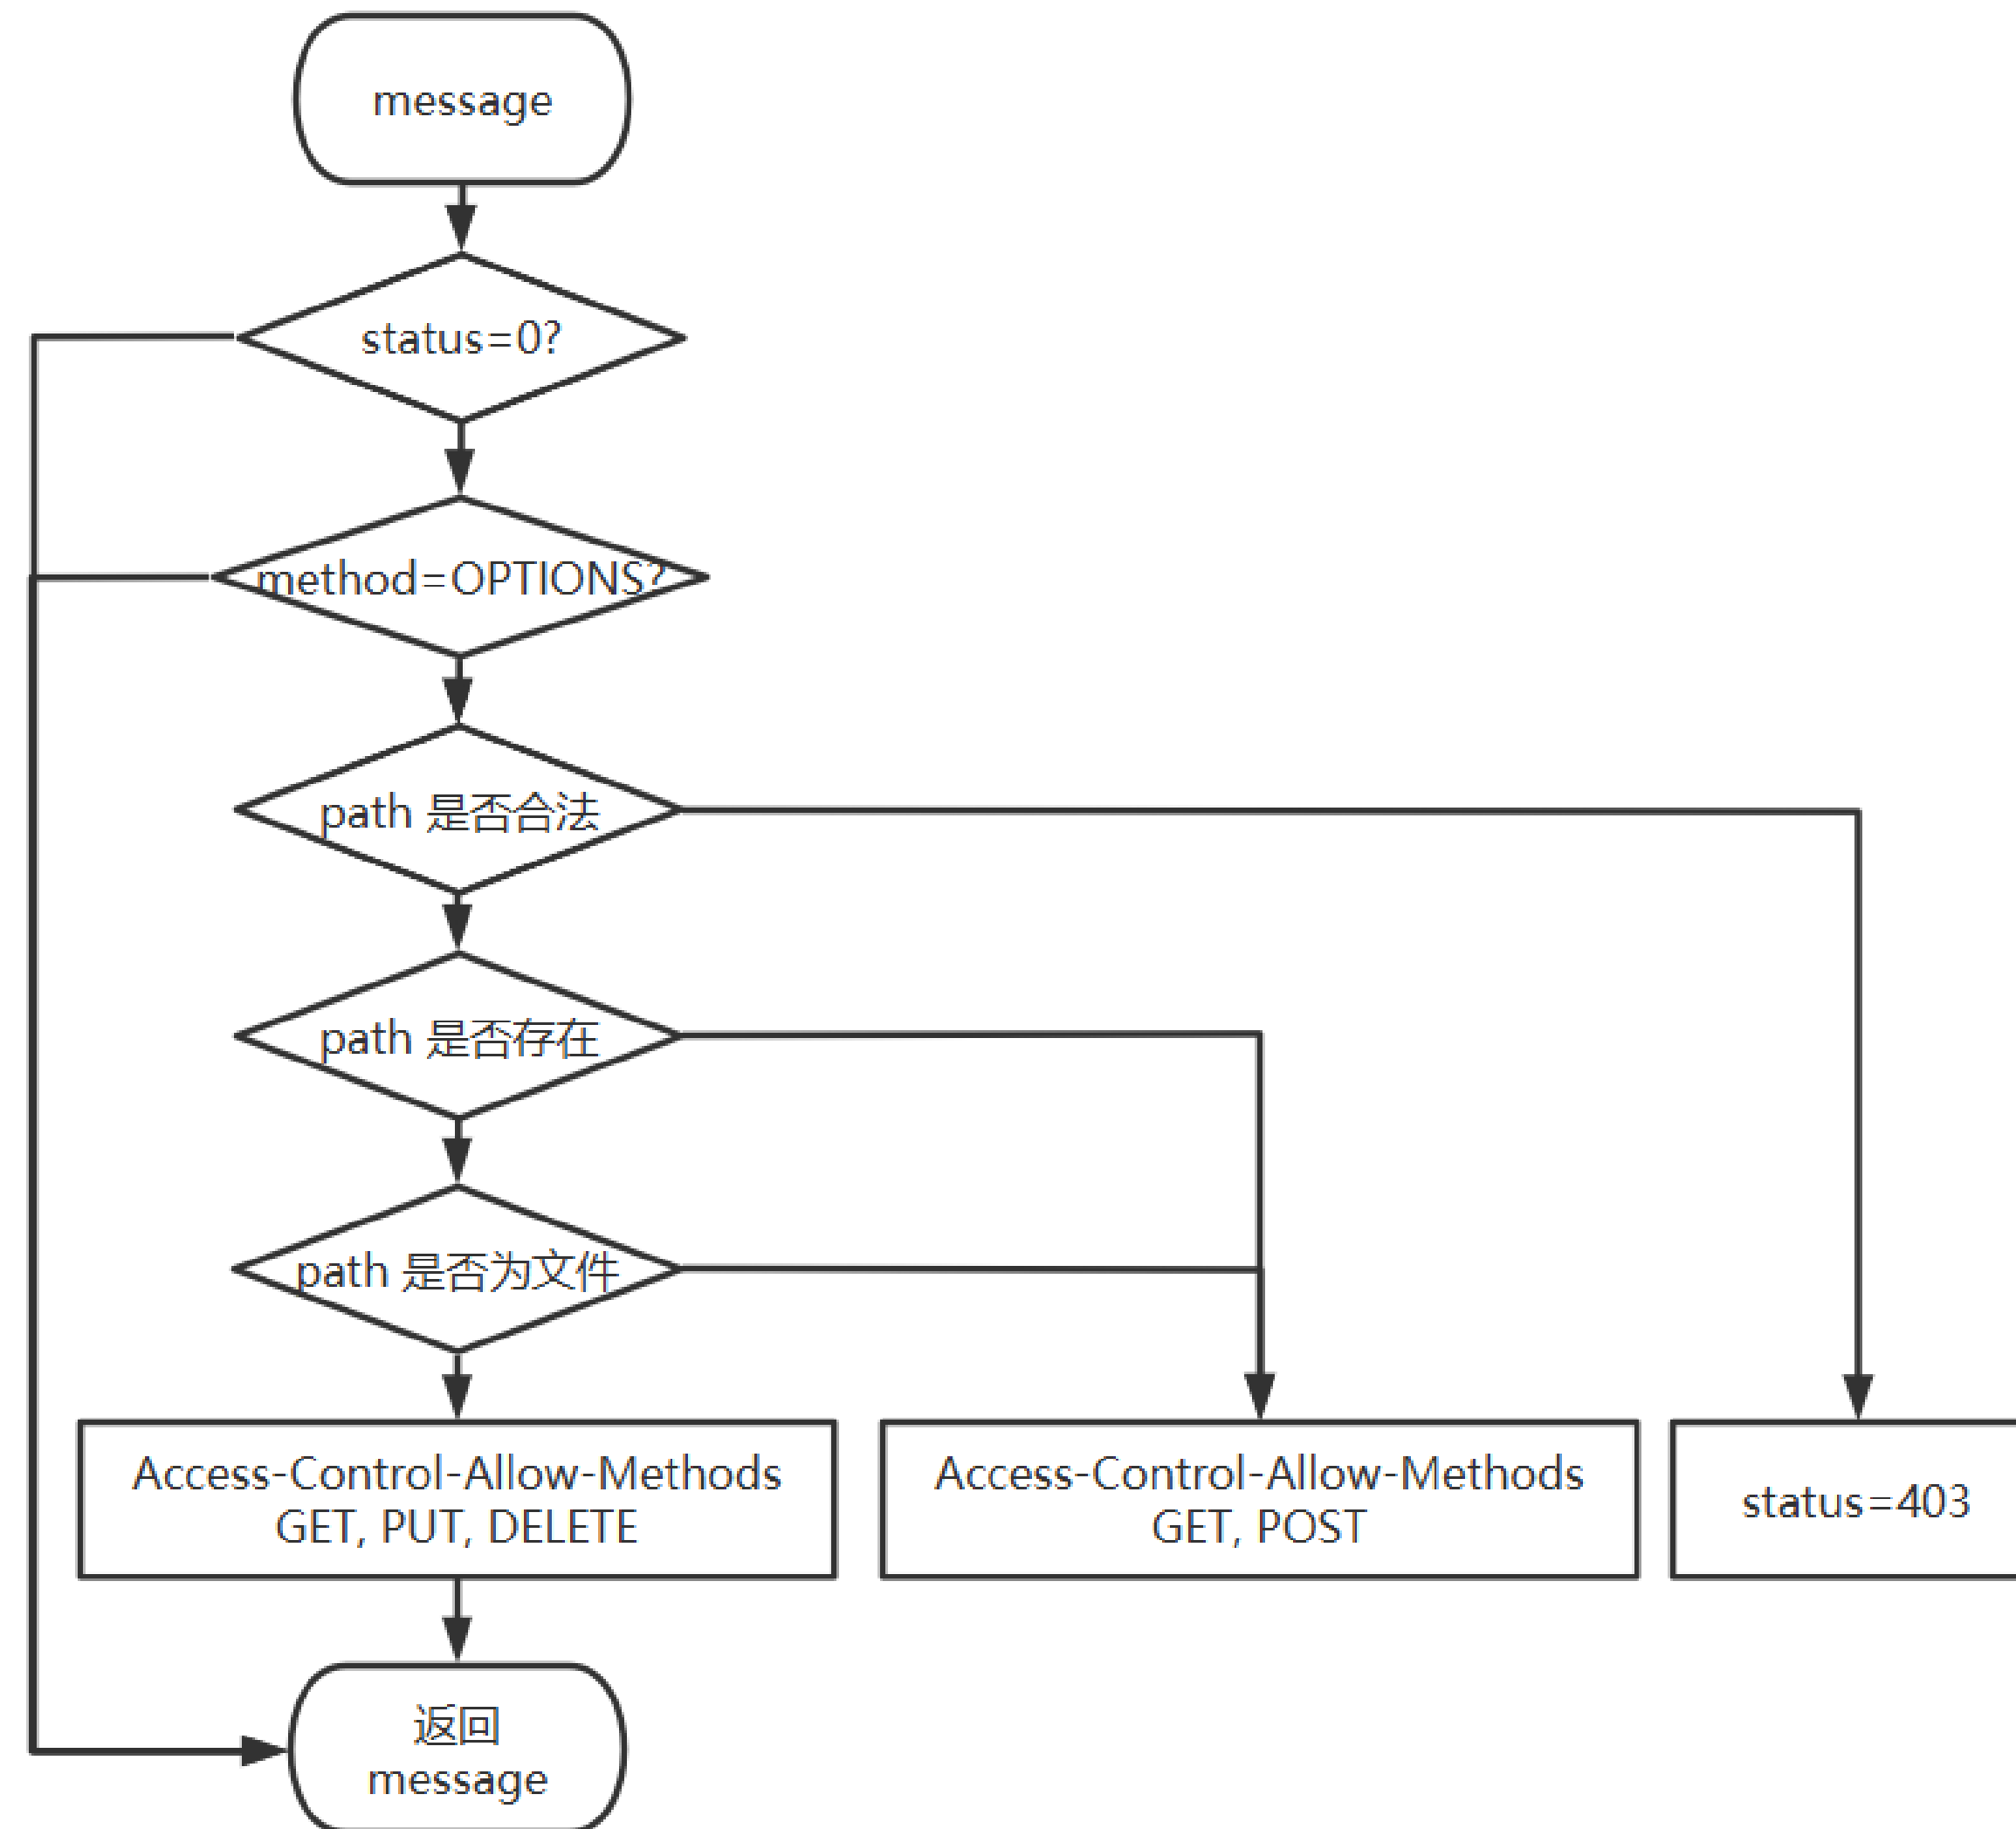 message
status=0?
method=OPTIONS?
path 是否合法
path 是否存在
path 是否为文件
Access-Control-Allow-Methods
GET, PUT, DELETE
Access-Control-Allow-Methods
GET, POST
status=403
返回
message